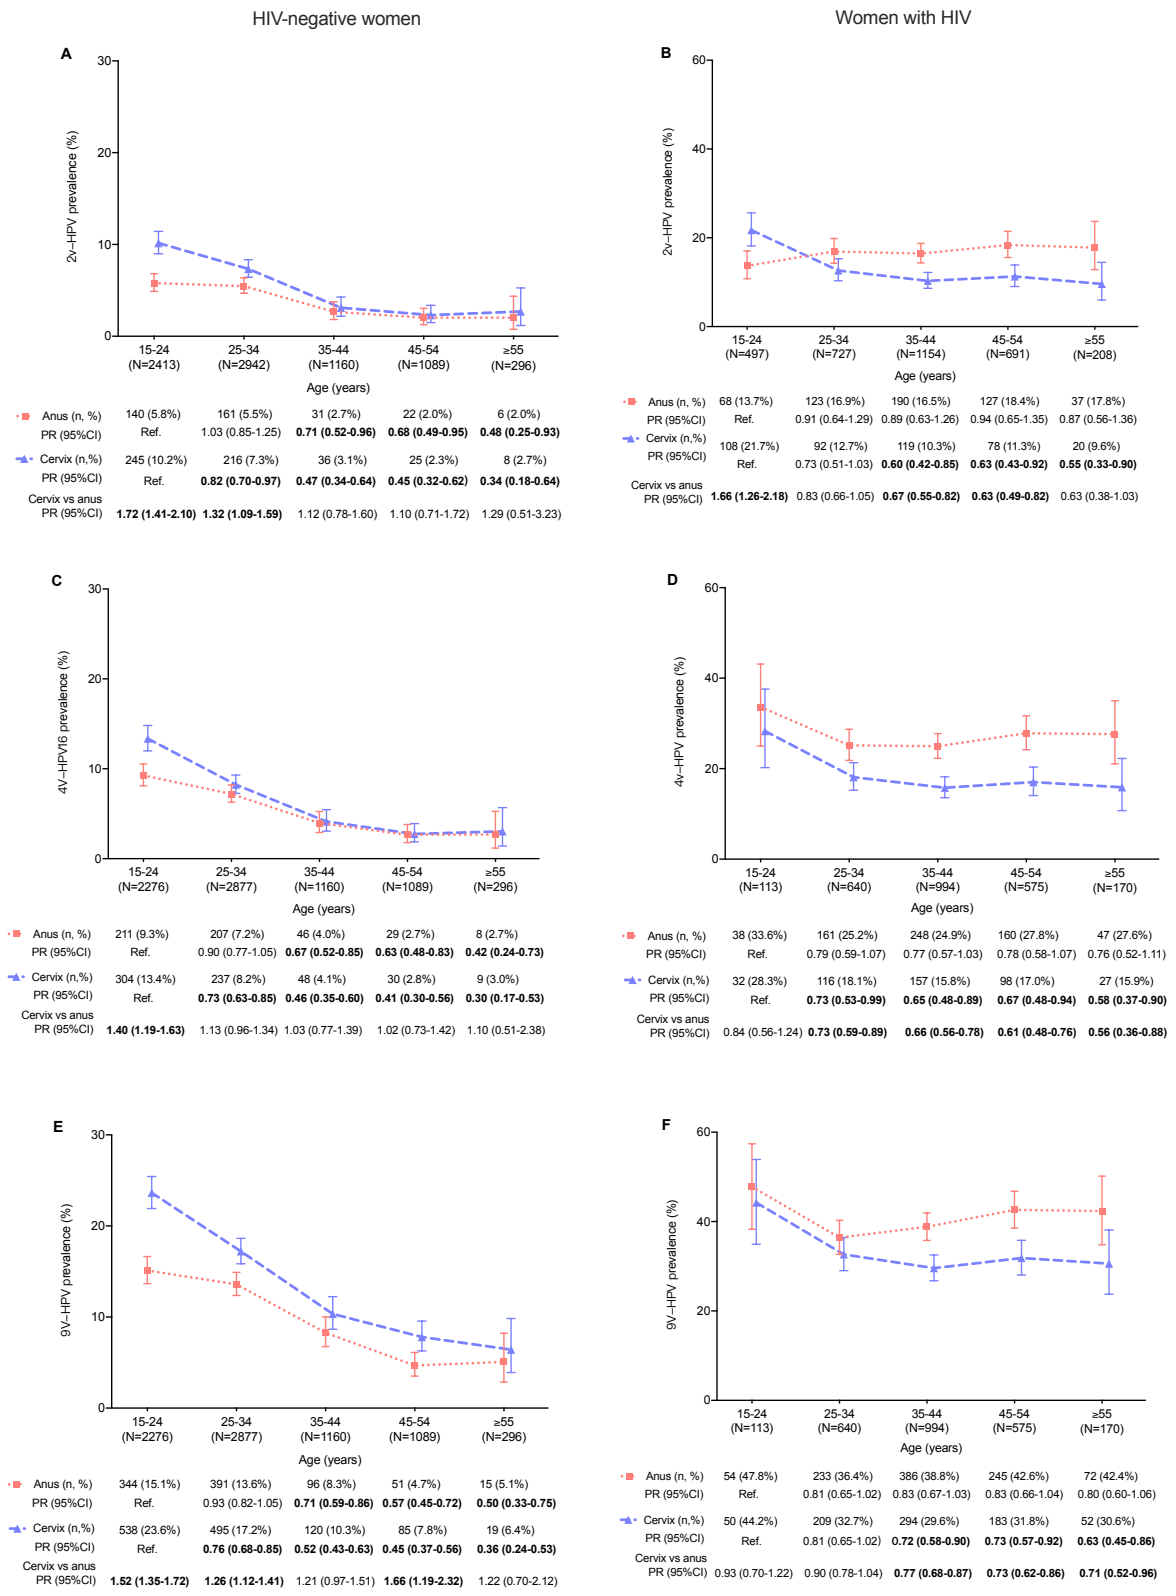 HIV-negative women
Women with HIV
A
30
20
10
0
2v–HPV prevalence (%)
15-24 25-34 35-44 45-54 ≥55
(N=2413) (N=2942) (N=1160) (N=1089) (N=296)
Age (years)
Anus (n, %) 140 (5.8%) 161 (5.5%) 31 (2.7%) 22 (2.0%) 6 (2.0%)
PR (95%CI) Ref. 1.03 0.85-1.25) 0.71 (0.52-0.96) 0.68 (0.49-0.95) 0.48 (0.25-0.93)
Cervix (n,%) 245 (10.2%) 216 (7.3%) 36 (3.1%) 25 (2.3%) 8 (2.7%)
PR (95%CI) Ref. 0.82 (0.70-0.97) 0.47 (0.34-0.64) 0.45 (0.32-0.62) 0.34 (0.18-0.64)
Cervix vs anus
PR (95%CI) 1.72 (1.41-2.10) 1.32 (1.09-1.59) 1.12 (0.78-1.60) 1.10 (0.71-1.72) 1.29 (0.51-3.23)
B
60
40
20
0
2v–HPV prevalence (%)
15-24 25-34 35-44 45-54 ≥55
(N=497) (N=727) (N=1154) (N=691) (N=208)
Age (years)
Anus (n, %) 68 (13.7%) 123 (16.9%) 190 (16.5%) 127 (18.4%) 37 (17.8%)
PR (95%CI) Ref. 0.91 0.64-1.29) 0.89 (0.63-1.26) 0.94 (0.65-1.35) 0.87 (0.56-1.36)
Cervix (n,%) 108 (21.7%) 92 (12.7%) 119 (10.3%) 78 (11.3%) 20 (9.6%)
PR (95%CI) Ref. 0.73 (0.51-1.03) 0.60 (0.42-0.85) 0.63 (0.43-0.92) 0.55 (0.33-0.90)
Cervix vs anus
PR (95%CI) 1.66 (1.26-2.18) 0.83 (0.66-1.05) 0.67 (0.55-0.82) 0.63 (0.49-0.82) 0.63 (0.38-1.03)
C
30
20
10
0
4V–HPV16 prevalence (%)
15-24 25-34 35-44 45-54 ≥55
(N=2276) (N=2877) (N=1160) (N=1089) (N=296)
Age (years)
Anus (n, %) 211 (9.3%) 207 (7.2%) 46 (4.0%) 29 (2.7%) 8 (2.7%)
PR (95%CI) Ref. 0.90 (0.77-1.05) 0.67 (0.52-0.85) 0.63 (0.48-0.83) 0.42 (0.24-0.73)
Cervix (n,%) 304 (13.4%) 237 (8.2%) 48 (4.1%) 30 (2.8%) 9 (3.0%)
PR (95%CI) Ref. 0.73 (0.63-0.85) 0.46 (0.35-0.60) 0.41 (0.30-0.56) 0.30 (0.17-0.53)
Cervix vs anus
PR (95%CI) 1.40 (1.19-1.63) 1.13 (0.96-1.34) 1.03 (0.77-1.39) 1.02 (0.73-1.42) 1.10 (0.51-2.38)
D
60
40
20
0
4v–HPV prevalence (%)
15-24 25-34 35-44 45-54 ≥55
(N=113) (N=640) (N=994) (N=575) (N=170)
Age (years)
Anus (n, %) 38 (33.6%) 161 (25.2%) 248 (24.9%) 160 (27.8%) 47 (27.6%)
PR (95%CI) Ref. 0.79 (0.59-1.07) 0.77 (0.57-1.03) 0.78 (0.58-1.07) 0.76 (0.52-1.11)
Cervix (n,%) 32 (28.3%) 116 (18.1%) 157 (15.8%) 98 (17.0%) 27 (15.9%)
PR (95%CI) Ref. 0.73 (0.53-0.99) 0.65 (0.48-0.89) 0.67 (0.48-0.94) 0.58 (0.37-0.90)
Cervix vs anus
PR (95%CI) 0.84 (0.56-1.24) 0.73 (0.59-0.89) 0.66 (0.56-0.78) 0.61 (0.48-0.76) 0.56 (0.36-0.88)
E
30
20
10
0
9V–HPV prevalence (%)
15-24 25-34 35-44 45-54 ≥55
(N=2276) (N=2877) (N=1160) (N=1089) (N=296)
Age (years)
Anus (n, %) 344 (15.1%) 391 (13.6%) 96 (8.3%) 51 (4.7%) 15 (5.1%)
PR (95%CI) Ref. 0.93 (0.82-1.05) 0.71 (0.59-0.86) 0.57 (0.45-0.72) 0.50 (0.33-0.75)
Cervix (n,%) 538 (23.6%) 495 (17.2%) 120 (10.3%) 85 (7.8%) 19 (6.4%)
PR (95%CI) Ref. 0.76 (0.68-0.85) 0.52 (0.43-0.63) 0.45 (0.37-0.56) 0.36 (0.24-0.53)
Cervix vs anus
PR (95%CI) 1.52 (1.35-1.72) 1.26 (1.12-1.41) 1.21 (0.97-1.51) 1.66 (1.19-2.32) 1.22 (0.70-2.12)
F
60
40
20
0
9V–HPV prevalence (%)
15-24 25-34 35-44 45-54 ≥55
(N=113) (N=640) (N=994) (N=575) (N=170)
Age (years)
Anus (n, %) 54 (47.8%) 233 (36.4%) 386 (38.8%) 245 (42.6%) 72 (42.4%)
PR (95%CI) Ref. 0.81 (0.65-1.02) 0.83 (0.67-1.03) 0.83 (0.66-1.04) 0.80 (0.60-1.06)
Cervix (n,%) 50 (44.2%) 209 (32.7%) 294 (29.6%) 183 (31.8%) 52 (30.6%)
PR (95%CI) Ref. 0.81 (0.65-1.02) 0.72 (0.58-0.90) 0.73 (0.57-0.92) 0.63 (0.45-0.86)
Cervix vs anus
PR (95%CI) 0.93 (0.70-1.22) 0.90 (0.78-1.04) 0.77 (0.68-0.87) 0.73 (0.62-0.86) 0.71 (0.52-0.96)